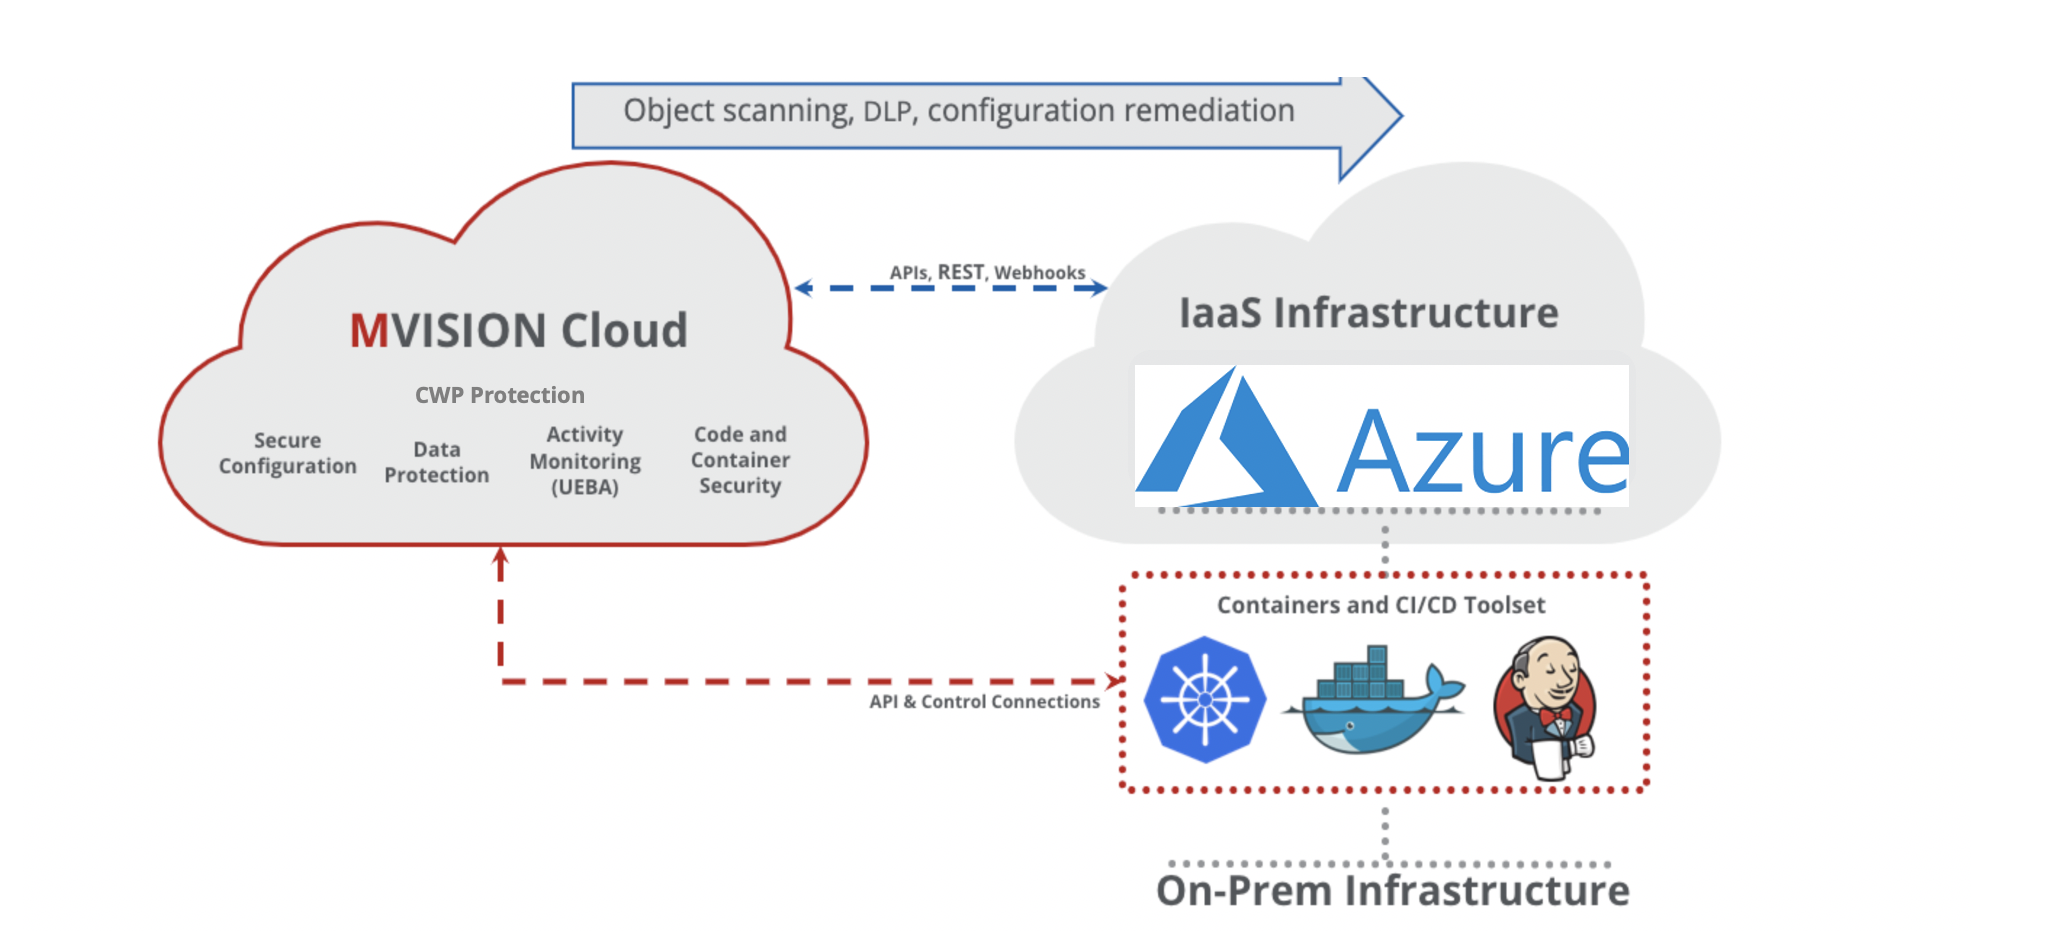 Object scanning, DLP, configuration remediation
APIs, REST, Webhooks
MVISION Cloud
CWP Protection
Secure
Configuration
Data
Protection
Activity
Monitoring
(UEBA)
Code and
Container
Security
IaaS Infrastructure
Azure
Containers and CI/CD Toolset
API & Control Connections
On-Prem Infrastructure